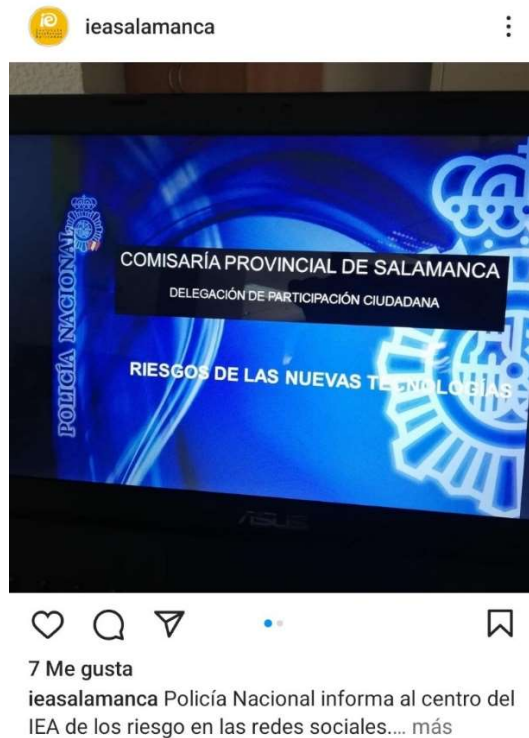 ieasalamanca
POLICÍA NACIONAL
COMISARÍA PROVINCIAL DE SALAMANCA
DELEGACIÓN DE PARTICIPACIÓN CIUDADANA
RIESGOS DE LAS NUEVAS TECNOLOGÍAS
ASUS
7 Me gusta
ieasalamanca Policía Nacional informa al centro del
IEA de los riesgo en las redes sociales.... más